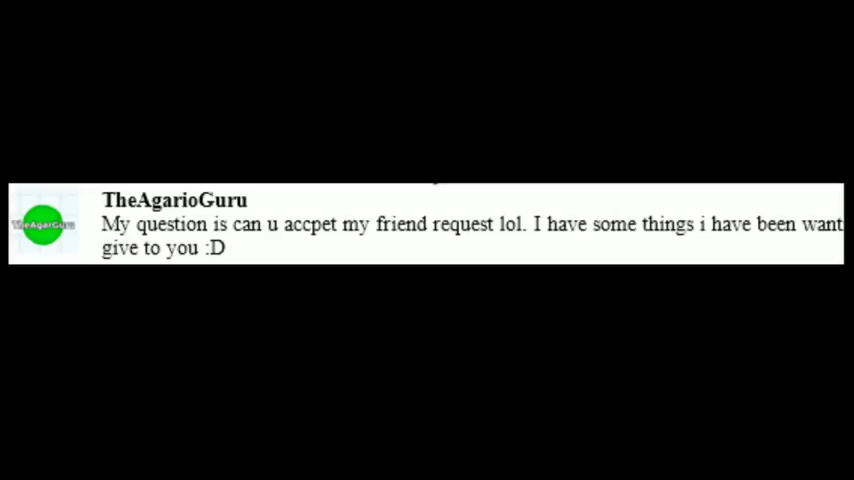 TheAgarioGuru
TheAgarGuru
My question is can u accpet my friend request lol. I have some things i have been want
give to you :D